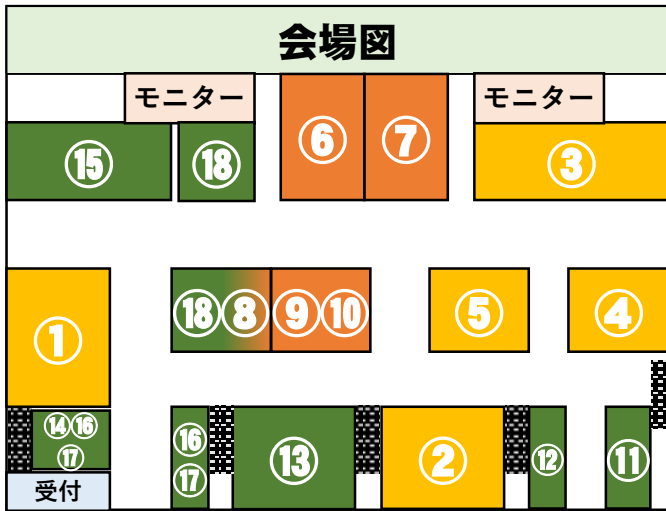 会場図
モニター
モニター
⑥ ⑦
⑮ ⑱ ③
⑱⑧⑨⑩ ⑤ ④
①
⑭⑯
⑰
⑯
⑰
⑬ ② ⑫ ⑪
受付